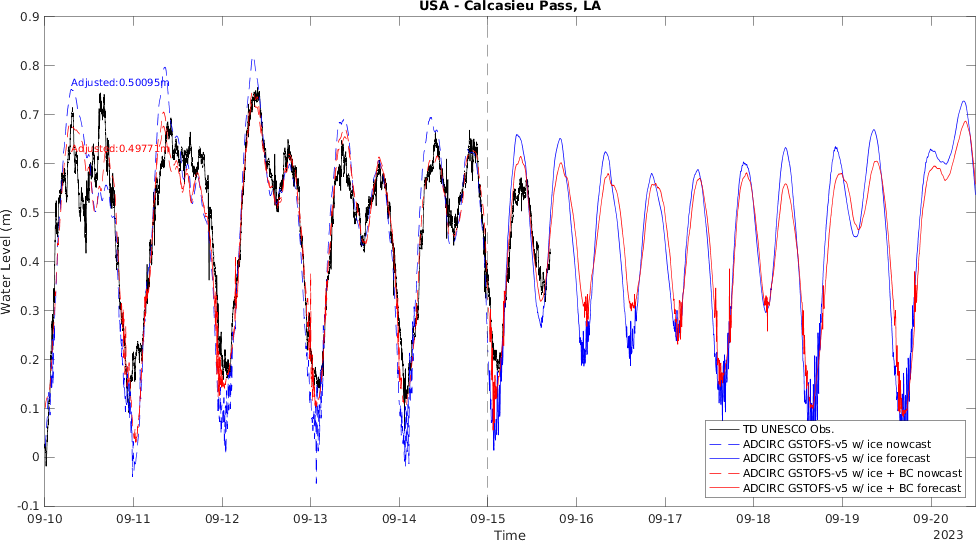 USA - Calcasieu Pass, LA
0.9
0.8
Adjusted:0.50095m
0.7
Adjusted:0.4977
0.6
0.5
0.4
Water Level (m)
0.3
0.2
0.1
0
-0.1
TD UNESCO Obs.
ADCIRC GSTOFS-v5 w/ ice nowcast
ADCIRC GSTOFS-v5 w/ ice forecast
ADCIRC GSTOFS-v5 w/ ice + BC nowcast
ADCIRC GSTOFS-v5 w/ ice + BC forecast
09-10 09-11 09-12 09-13 09-14 09-15 09-16 09-17 09-18 09-19 09-20
Time
2023